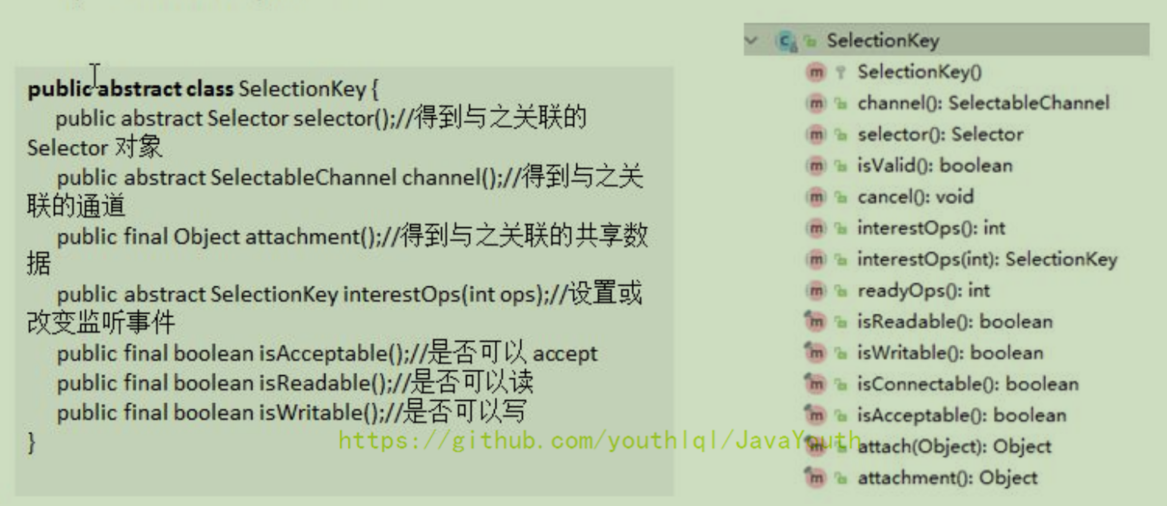 public abstract class SelectionKey {
public abstract Selector selector();//得到与之关联的
Selector 对象
public abstract SelectableChannel channel();//得到与之关
联的通道
public final Object attachment();//得到与之关联的共享数
据
public abstract SelectionKey interestOps(int ops);//设置或
改变监听事件
public final boolean isAcceptable();//是否可以 accept
public final boolean isReadable();//是否可以读
public final boolean isWritable();//是否可以写
}
https://github.com/youthlql/JavaYouth
SelectionKey
SelectionKey()
channel(): SelectableChannel
selector(): Selector
isValid(): boolean
cancel(): void
interestOps(): int
interestOps(int): SelectionKey
readyOps(): int
isReadable(): boolean
isWritable(): boolean
isConnectable(): boolean
isAcceptable(): boolean
attach(Object): Object
attachment(): Object